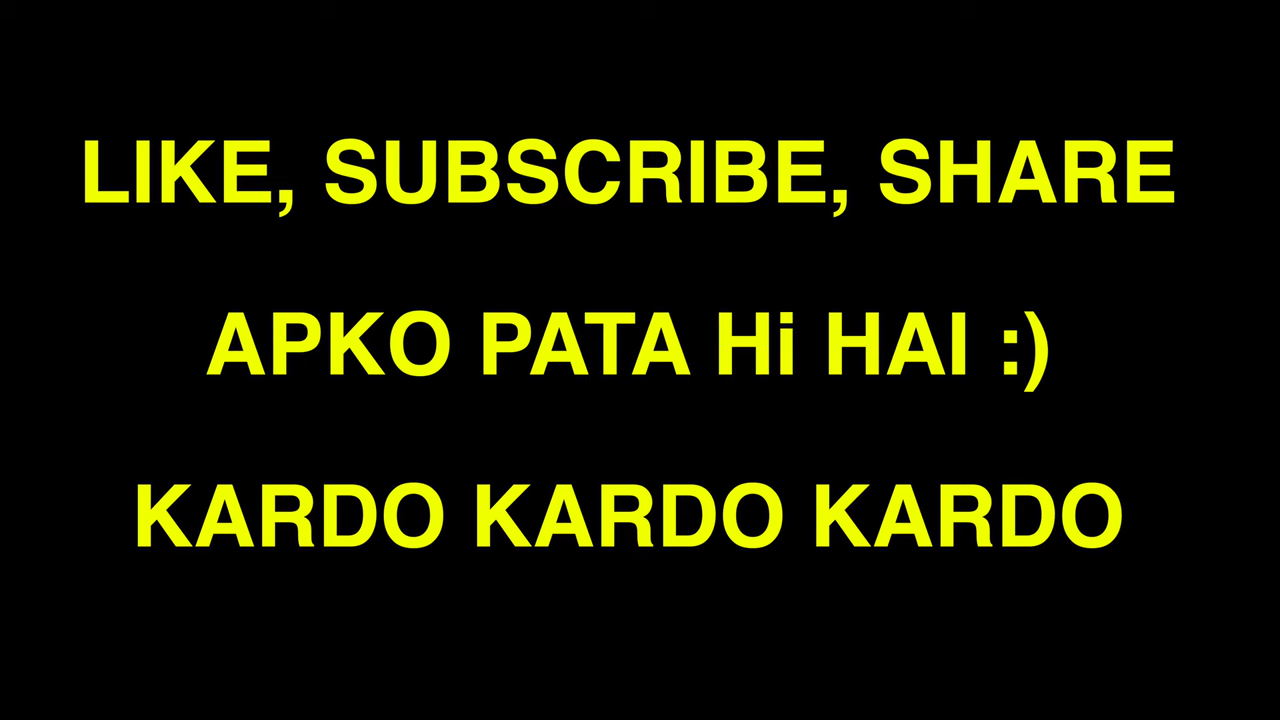 LIKE, SUBSCRIBE, SHARE
APKO PATA Hi HAI :)
KARDO KARDO KARDO